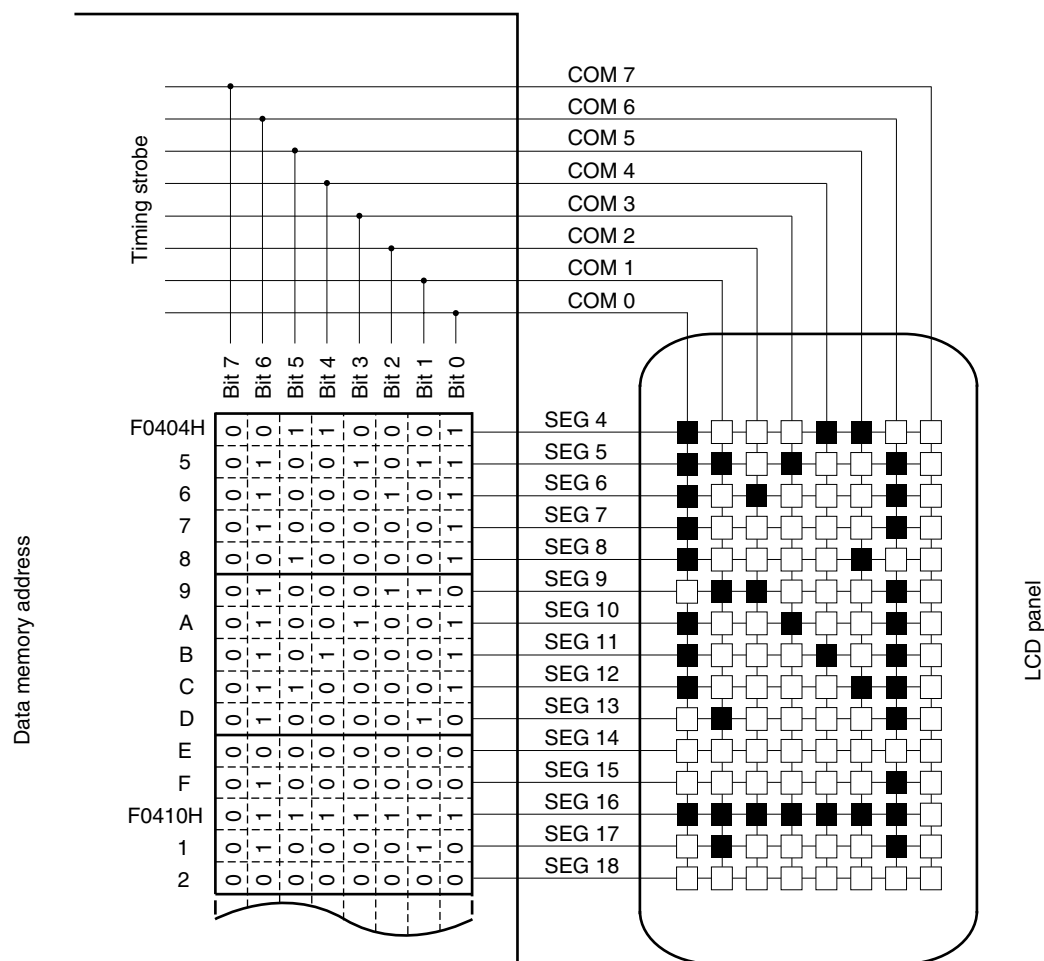 COM 7
COM 6
COM 5
COM 4
COM 3
COM 2
COM 1
COM 0
Timing strobe
Bit 7 Bit 6 Bit 5 Bit 4 Bit 3 Bit 2 Bit 1 Bit 0
Data memory address
F0404H 0 0 1 1 0 0 0 1 SEG 4
5 0 1 0 0 1 0 1 1 SEG 5
6 0 1 0 0 0 1 0 1 SEG 6
7 0 1 0 0 0 0 0 1 SEG 7
8 0 0 1 0 0 0 0 1 SEG 8
9 0 1 0 0 0 1 1 0 SEG 9
A 0 1 0 0 1 0 0 1 SEG 10
B 0 1 0 1 0 0 0 1 SEG 11
C 0 1 1 0 0 0 0 1 SEG 12
D 0 1 0 0 0 0 1 0 SEG 13
E 0 0 0 0 0 0 0 0 SEG 14
F 0 1 0 0 0 0 0 0 SEG 15
F0410H 0 1 1 1 1 1 1 1 SEG 16
1 0 1 0 0 0 0 1 0 SEG 17
2 0 0 0 0 0 0 0 0 SEG 18
LCD panel